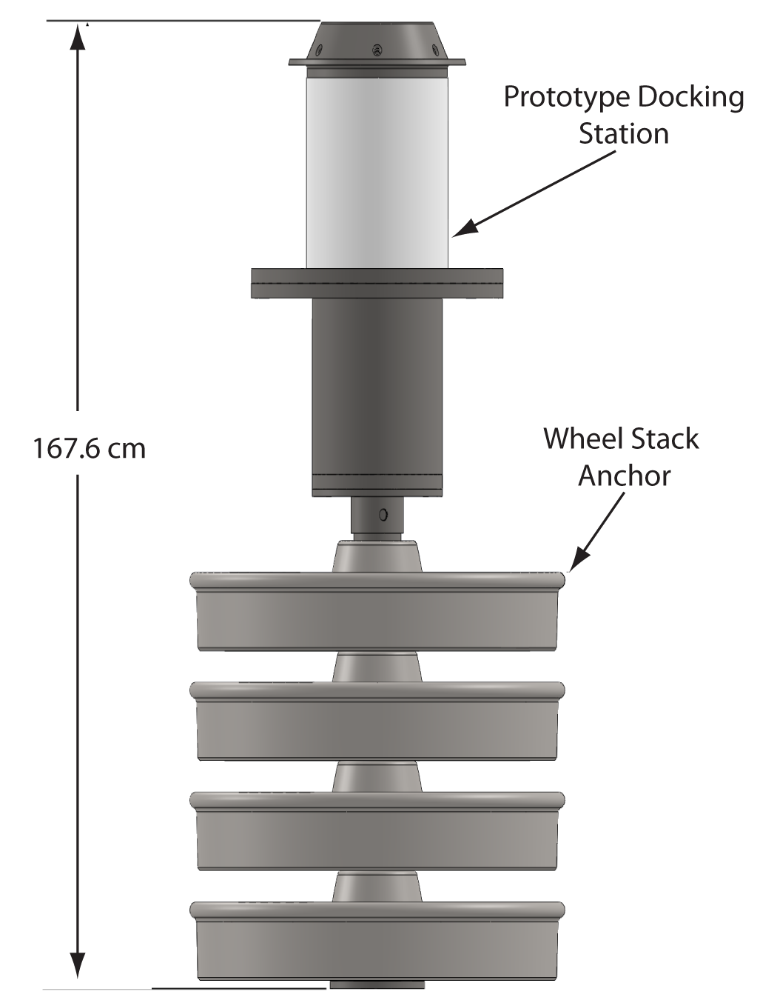 Prototype Docking
Station
167.6 cm
Wheel Stack
Anchor